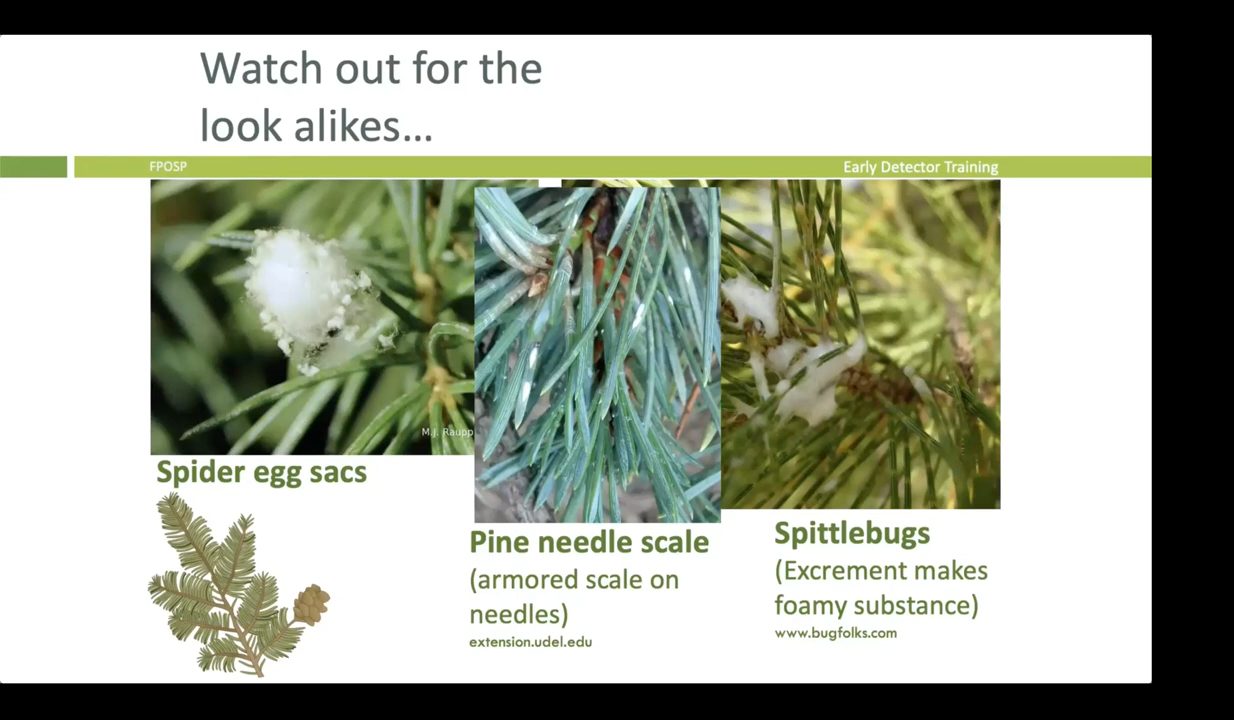 Watch out for the
look alikes...
FPOSP
Early Detector Training
M.J. Raupp
Spider egg sacs
Pine needle scale
(armored scale on
needles)
extension.udel.edu
Spittlebugs
(Excrement makes
foamy substance)
www.bugfolks.com